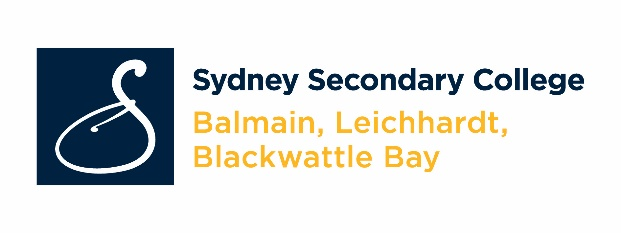 Sydney Secondary College
Balmain, Leichhardt,
Blackwattle Bay